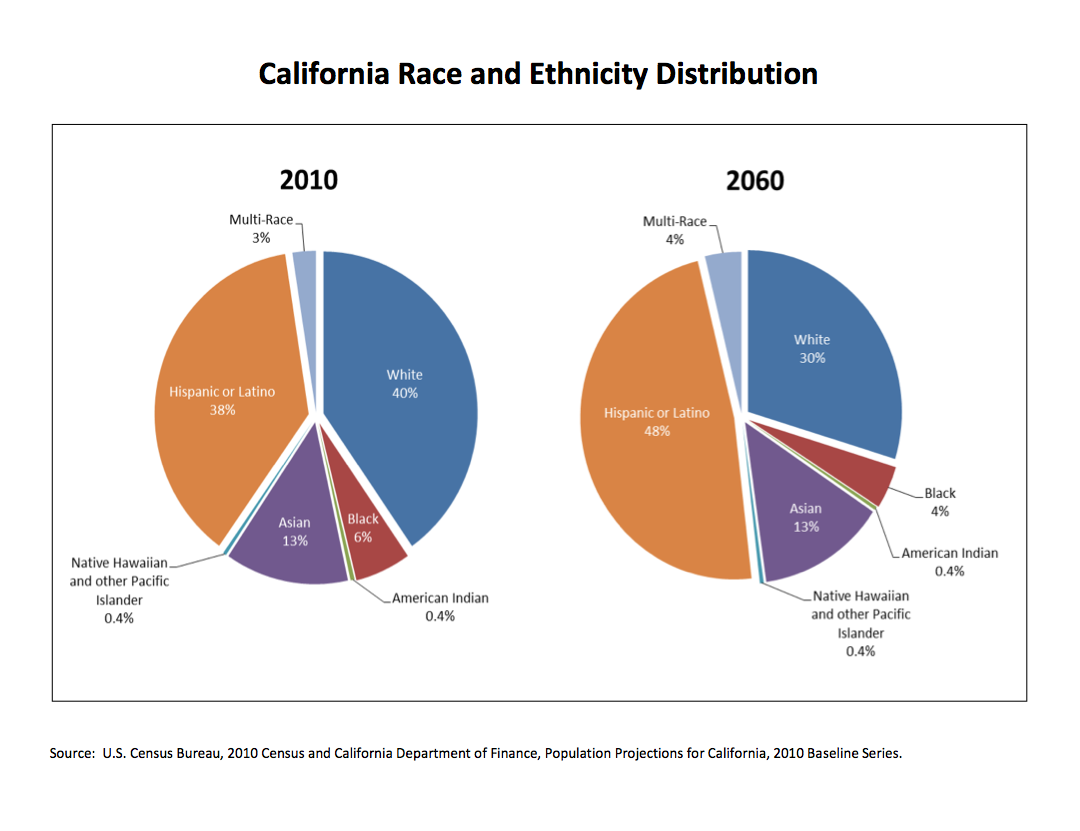 California Race and Ethnicity Distribution
2010
Multi-Race
3%
White
40%
Hispanic or Latino
38%
Asian
13%
Black
6%
Native Hawaiian
and other Pacific
Islander
0.4%
American Indian
0.4%
2060
Multi-Race
4%
White
30%
Hispanic or Latino
48%
Black
4%
Asian
13%
American Indian
0.4%
Native Hawaiian
and other Pacific
Islander
0.4%
Source:  U.S. Census Bureau, 2010 Census and California Department of Finance, Population Projections for California, 2010 Baseline Series.